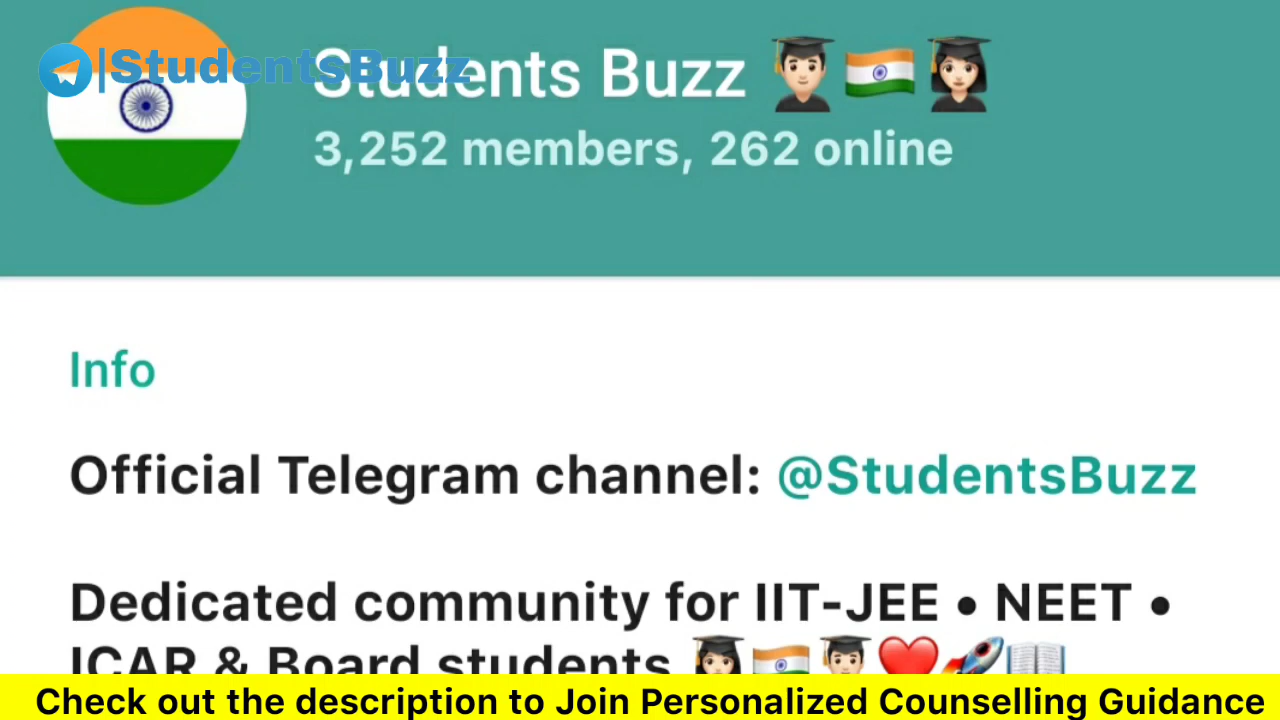 |StudentsBuzz
Students Buzz 👨🏻‍🎓🇮🇳👩🏻‍🎓
3,252 members, 262 online
Info
Official Telegram channel: @StudentsBuzz
Dedicated community for IIT-JEE • NEET •
ICAR & Board students 👩🏻‍🎓🇮🇳👨🏻‍🎓❤️🚀📖
Check out the description to Join Personalized Counselling Guidance